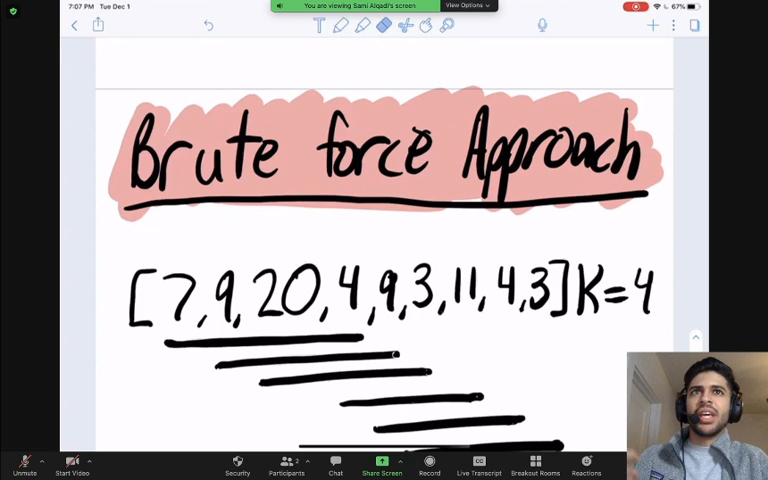 7:07 PM Tue Dec 1
You are viewing Sami Alqadi's screen View Options
67%
T
Brute force Approach
[7,9,20,4,9,3,11,4,3] K=4
Unmute Start Video Security Participants 2 Chat Share Screen Record Live Transcript Breakout Rooms Reactions
CC